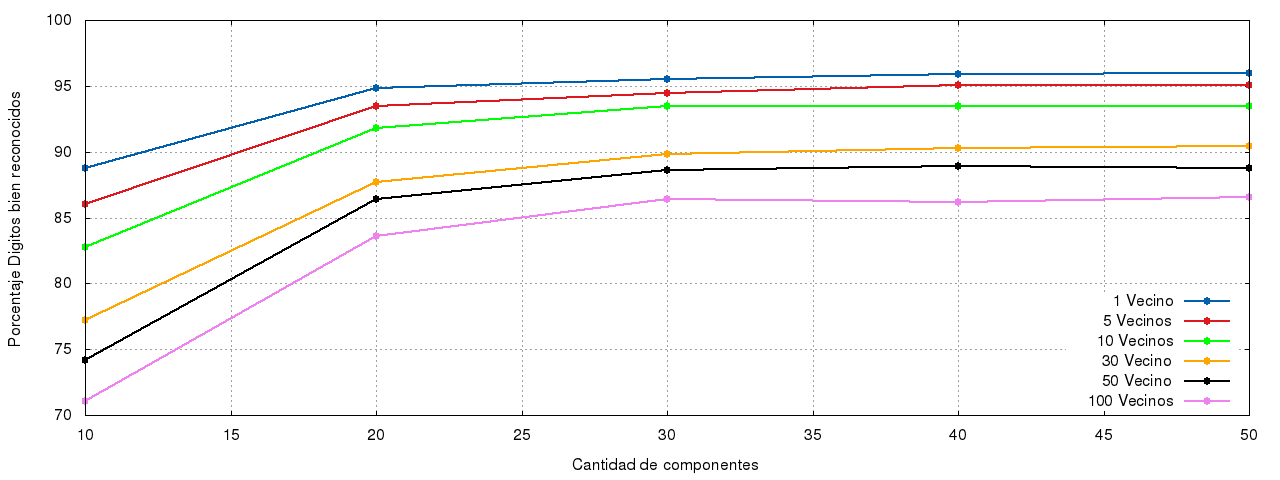 100
95
90
85
80
75
70
Porcentaje Digitos bien reconocidos
1 Vecino
5 Vecinos
10 Vecinos
30 Vecino
50 Vecino
100 Vecinos
10 15 20 25 30 35 40 45 50
Cantidad de componentes